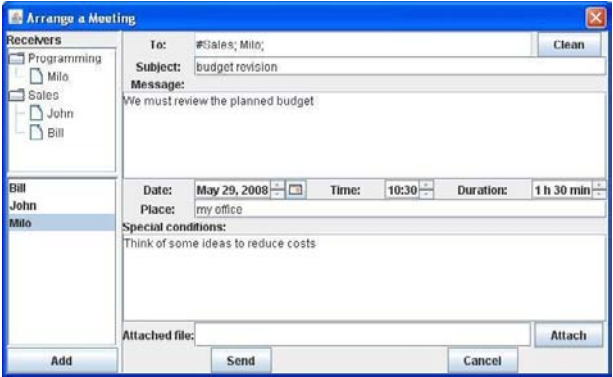 Arrange a Meeting
Receivers
Programming
Milo
Sales
John
Bill
Bill
John
Milo
Add
To: #Sales; Milo; Clean
Subject: budget revision
Message:
We must review the planned budget
Date: May 29, 2008 Time: 10:30 Duration: 1 h 30 min
Place: my office
Special conditions:
Think of some ideas to reduce costs
Attached file: Attach
Send Cancel